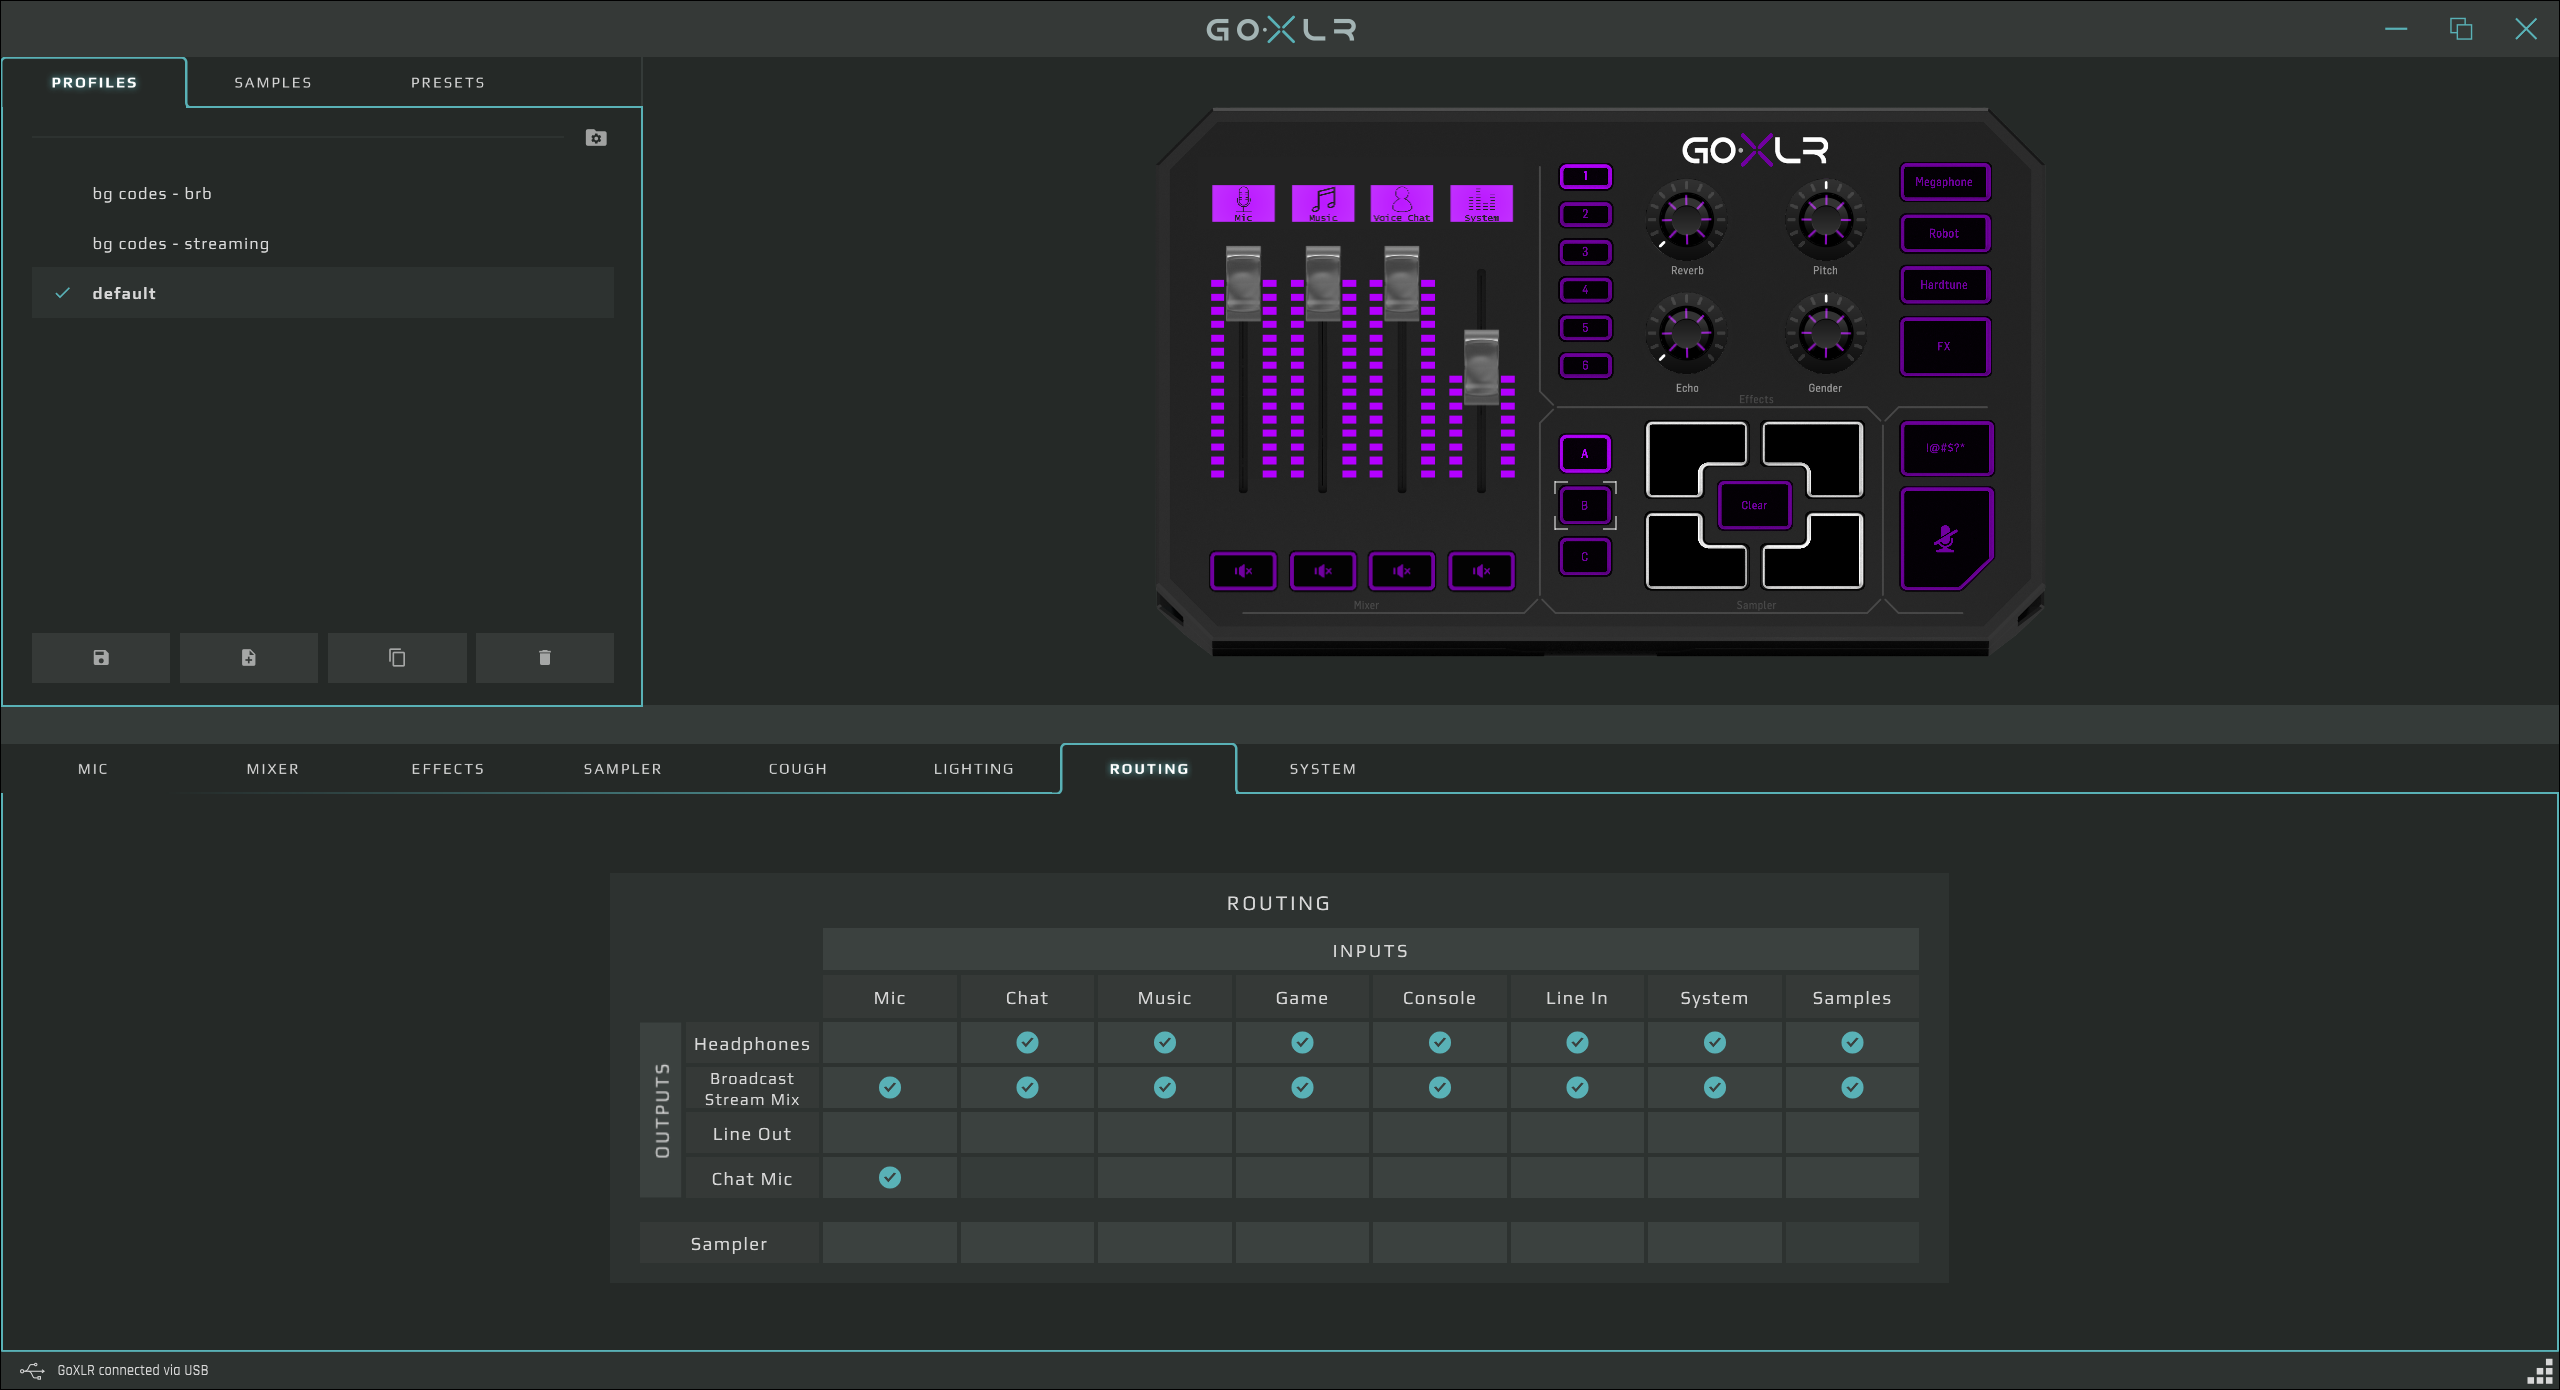 GO·XLR
PROFILES
SAMPLES
PRESETS
bg codes - brb
bg codes - streaming
default
GO·XLR
Mic
Music
Voice Chat
System
1
2
3
4
5
6
Reverb
Pitch
Echo
Gender
Megaphone
Robot
Hardtune
FX
Effects
A
B
C
Clear
!@#$?*
Mixer
Sampler
MIC
MIXER
EFFECTS
SAMPLER
COUGH
LIGHTING
ROUTING
SYSTEM
ROUTING
INPUTS
Mic
Chat
Music
Game
Console
Line In
System
Samples
OUTPUTS
Headphones
Broadcast
Stream Mix
Line Out
Chat Mic
Sampler
GoXLR connected via USB